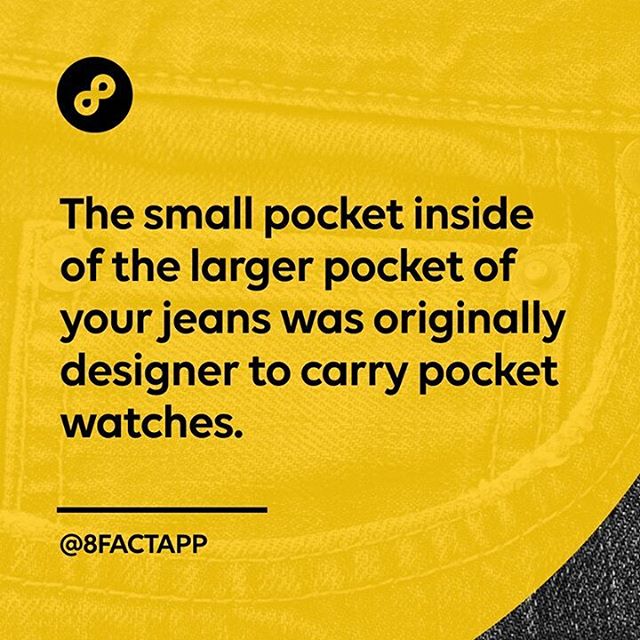 The small pocket inside
of the larger pocket of
your jeans was originally
designer to carry pocket
watches.
@8FACTAPP